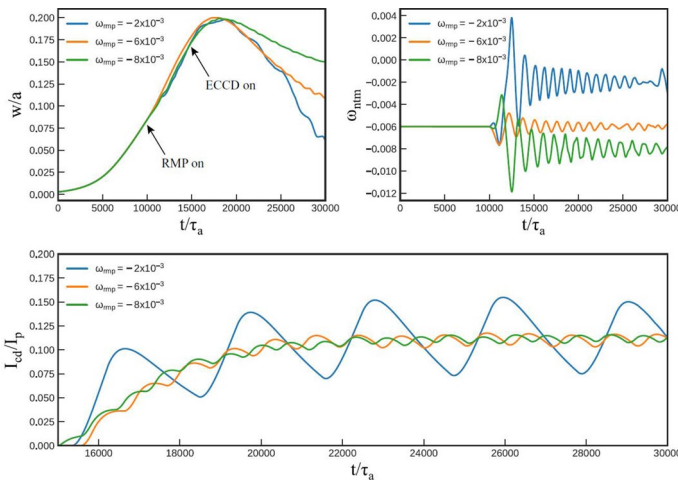 0.200
0.175
0.150
0.125
0.100
0.075
0.050
0.025
0.000
w/a
ω_rmp = −2x10⁻³
ω_rmp = −6x10⁻³
ω_rmp = −8x10⁻³
ECCD on
RMP on
0 5000 10000 15000 20000 25000 30000
t/τ_a
0.004
0.002
0.000
−0.002
−0.004
−0.006
−0.008
−0.010
−0.012
ω_ntm
ω_rmp = −2x10⁻³
ω_rmp = −6x10⁻³
ω_rmp = −8x10⁻³
0 5000 10000 15000 20000 25000 30000
t/τ_a
0.200
0.175
0.150
0.125
0.100
0.075
0.050
0.025
0.000
I_cd/I_p
ω_rmp = −2x10⁻³
ω_rmp = −6x10⁻³
ω_rmp = −8x10⁻³
16000 18000 20000 22000 24000 26000 28000 30000
t/τ_a